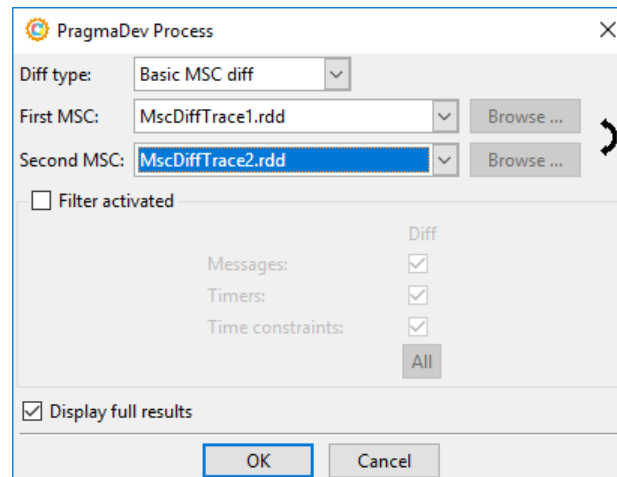 PragmaDev Process
Diff type: Basic MSC diff
First MSC: MscDiffTrace1.rdd Browse ...
Second MSC: MscDiffTrace2.rdd Browse ...
Filter activated
Diff
Messages:
Timers:
Time constraints:
All
Display full results
OK Cancel